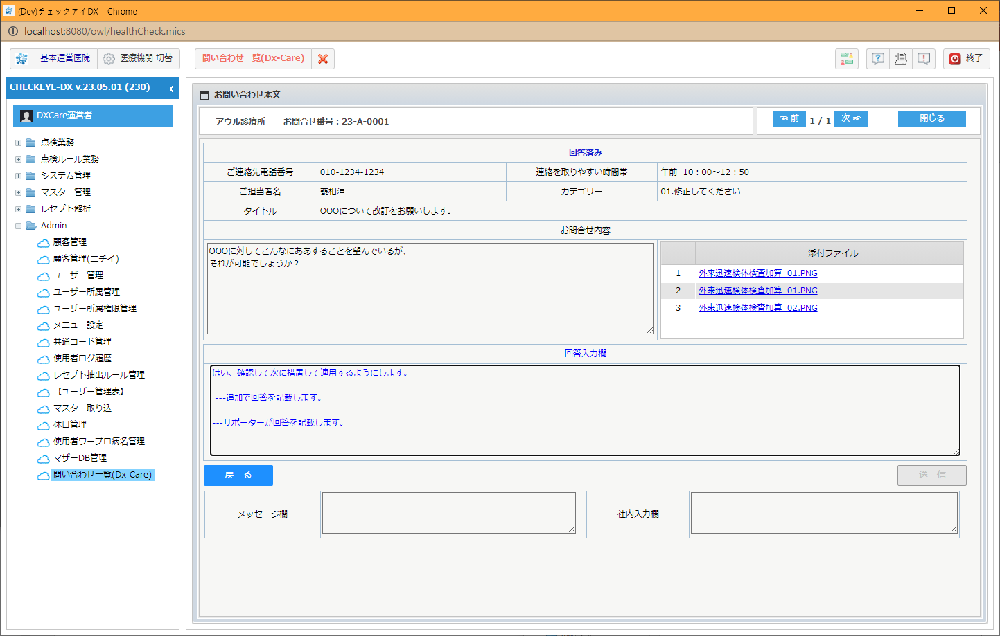 (Dev)チェックアイDX - Chrome
localhost:8080/owl/healthCheck.mics
基本運営医院
医療機関 切替
問い合わせ一覧(Dx-Care)
終了
CHECKEYE-DX v.23.05.01 (230)
DXCare運営者
点検業務
点検ルール業務
システム管理
マスター管理
レセプト解析
Admin
顧客管理
顧客管理(ニチイ)
ユーザー管理
ユーザー所属管理
ユーザー所属権限管理
メニュー設定
共通コード管理
使用者ログ履歴
レセプト抽出ルール管理
【ユーザー管理表】
マスター取り込
休日管理
使用者ワープロ病名管理
マザーDB管理
問い合わせ一覧(Dx-Care)
お問い合わせ本文
アウル診療所 お問合せ番号 : 23-A-0001
前 1 / 1 次
閉じる
回答済み
ご連絡先電話番号 010-1234-1234 連絡を取りやすい時間帯 午前 10：00～12：50
ご担当者名 裵相洹 カテゴリー 01.修正してください
タイトル OOOについて改訂をお願いします。
お問合せ内容
OOOに対してこんなにああすることを望んでいるが、
それが可能でしょうか？
添付ファイル
1 外来迅速検体検査加算_01.PNG
2 外来迅速検体検査加算_01.PNG
3 外来迅速検体検査加算_02.PNG
回答入力欄
はい、確認して次に措置して適用するようにします。
---追加で回答を記載します。
---サポーターが回答を記載します。
戻 る
送 信
メッセージ欄
社内入力欄